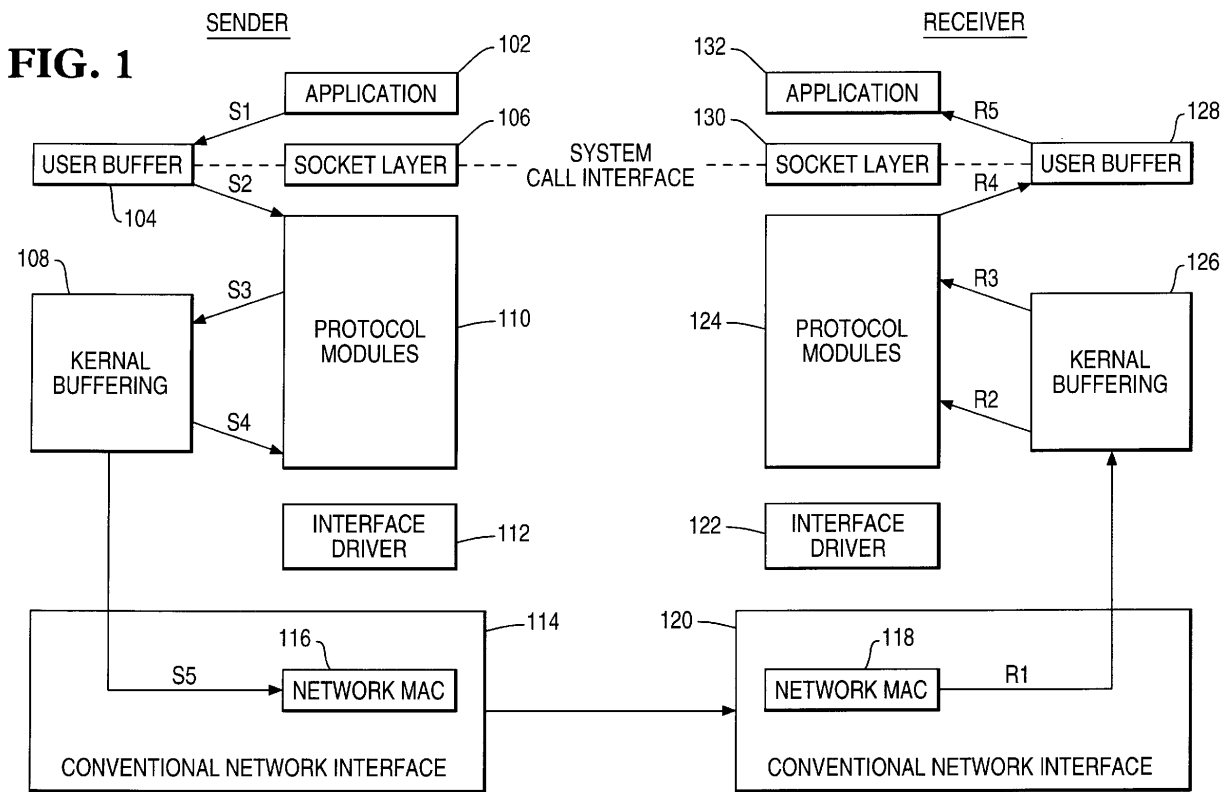 SENDER
RECEIVER
FIG. 1
102
132
APPLICATION
APPLICATION
S1
106
130
R5
128
USER BUFFER
SOCKET LAYER
SYSTEM
CALL INTERFACE
SOCKET LAYER
USER BUFFER
104
S2
R4
108
126
S3
R3
KERNAL
BUFFERING
PROTOCOL
MODULES
110
124
PROTOCOL
MODULES
KERNAL
BUFFERING
S4
R2
INTERFACE
DRIVER
112
122
INTERFACE
DRIVER
114
120
116
118
S5
NETWORK MAC
NETWORK MAC
R1
CONVENTIONAL NETWORK INTERFACE
CONVENTIONAL NETWORK INTERFACE